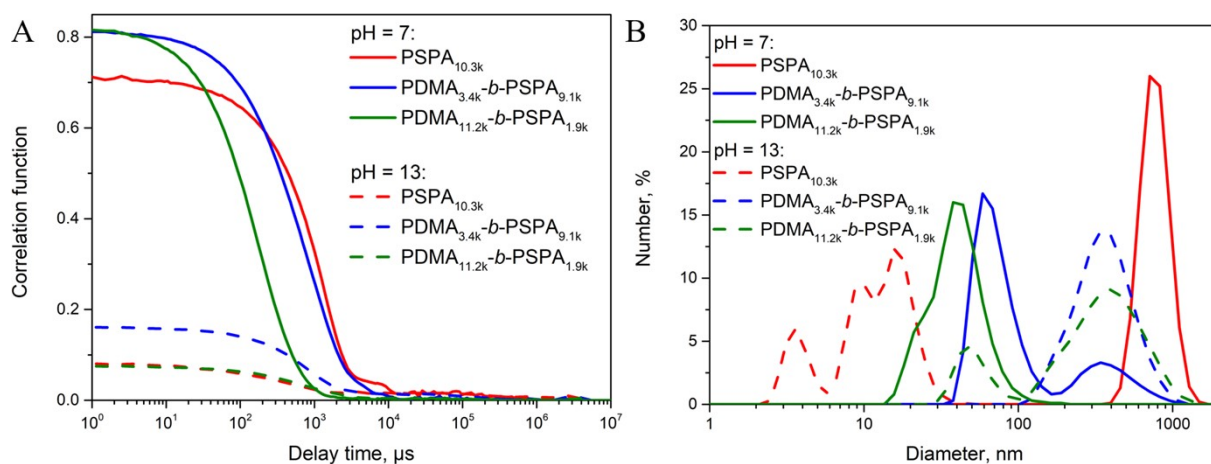 A
pH = 7:
PSPA10.3k
PDMA3.4k-b-PSPA9.1k
PDMA11.2k-b-PSPA1.9k
pH = 13:
PSPA10.3k
PDMA3.4k-b-PSPA9.1k
PDMA11.2k-b-PSPA1.9k
Correlation function
0.8
0.6
0.4
0.2
0.0
10^0 10^1 10^2 10^3 10^4 10^5 10^6 10^7
Delay time, µs
B
pH = 7:
PSPA10.3k
PDMA3.4k-b-PSPA9.1k
PDMA11.2k-b-PSPA1.9k
pH = 13:
PSPA10.3k
PDMA3.4k-b-PSPA9.1k
PDMA11.2k-b-PSPA1.9k
Number, %
30
25
20
15
10
5
0
1 10 100 1000
Diameter, nm